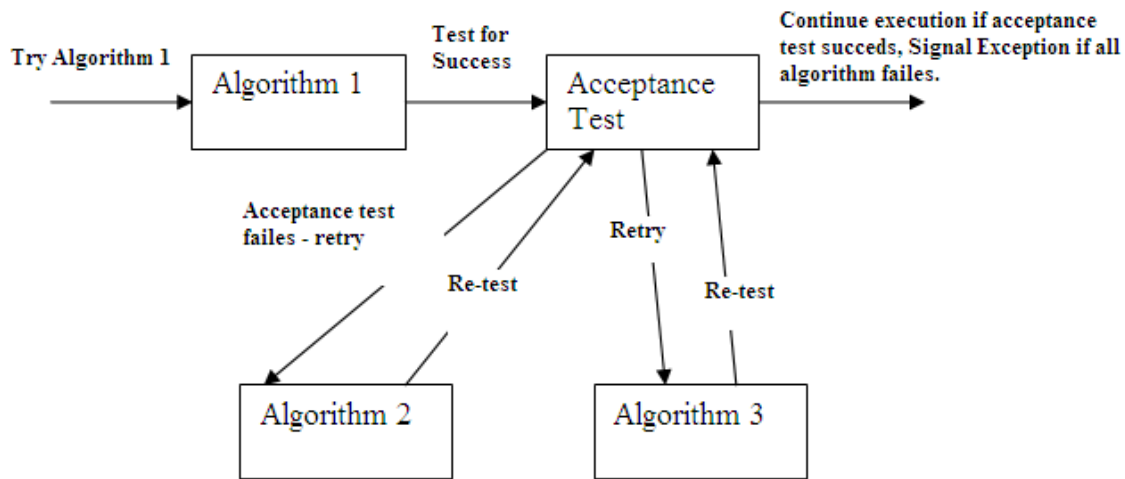 Try Algorithm 1
Algorithm 1
Test for
Success
Acceptance
Test
Continue execution if acceptance
test succeds, Signal Exception if all
algorithm failes.
Acceptance test
failes - retry
Re-test
Retry
Re-test
Algorithm 2
Algorithm 3